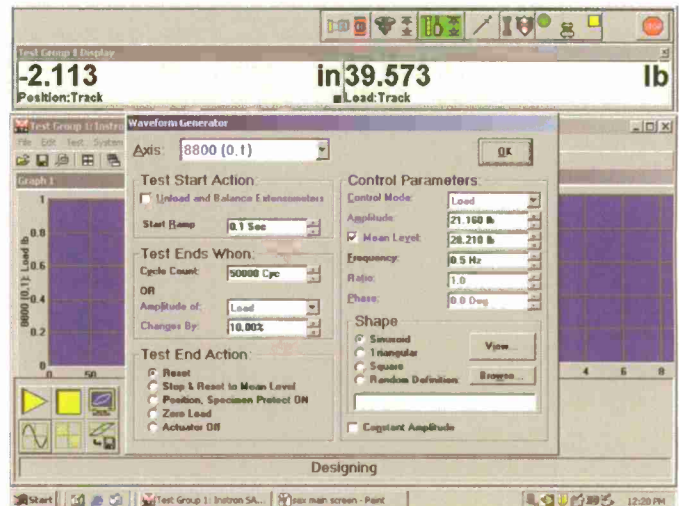 STOP
Test Group 1 Display
-2.113 in
Position:Track
39.573 lb
Load:Track
Test Group 1: Instro
File Edit Test System
Graph 1
8800 (0,1): Load lb
1
0.8
0.6
0.4
0.2
0
0 50
4 6 8
Waveform Generator
Axis: 8800 (0,1)
OK
Test Start Action:
Unload and Balance Extensometers
Start Ramp 0.1 Sec
Test Ends When:
Cycle Count: 50000 Cyc
OR
Amplitude of: Load
Changes By: 10.00%
Test End Action:
Reset
Stop & Reset to Mean Level
Position, Specimen Protect ON
Zero Load
Actuator Off
Control Parameters:
Control Mode: Load
Amplitude: 21.160 lb
Mean Level: 28.210 lb
Frequency: 0.5 Hz
Ratio: 1.0
Phase: 0.0 Deg
Shape
Sinusoid
Triangular
Square
Random Definition:
View...
Browse...
Constant Amplitude
Designing
Start
Test Group 1: Instron SA...
sax main screen - Paint
12:20 PM